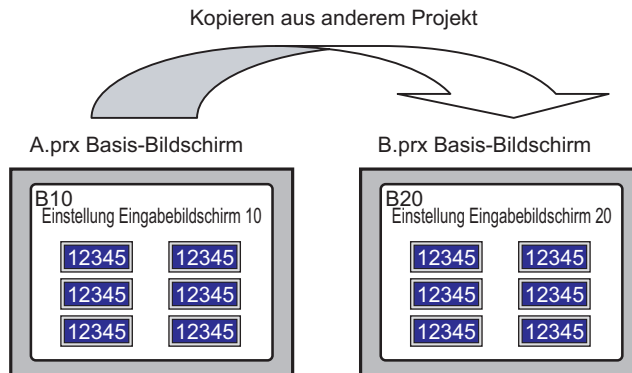 Kopieren aus anderem Projekt
A.prx Basis-Bildschirm
B10
Einstellung Eingabebildschirm 10
12345 12345
12345 12345
12345 12345
B.prx Basis-Bildschirm
B20
Einstellung Eingabebildschirm 20
12345 12345
12345 12345
12345 12345